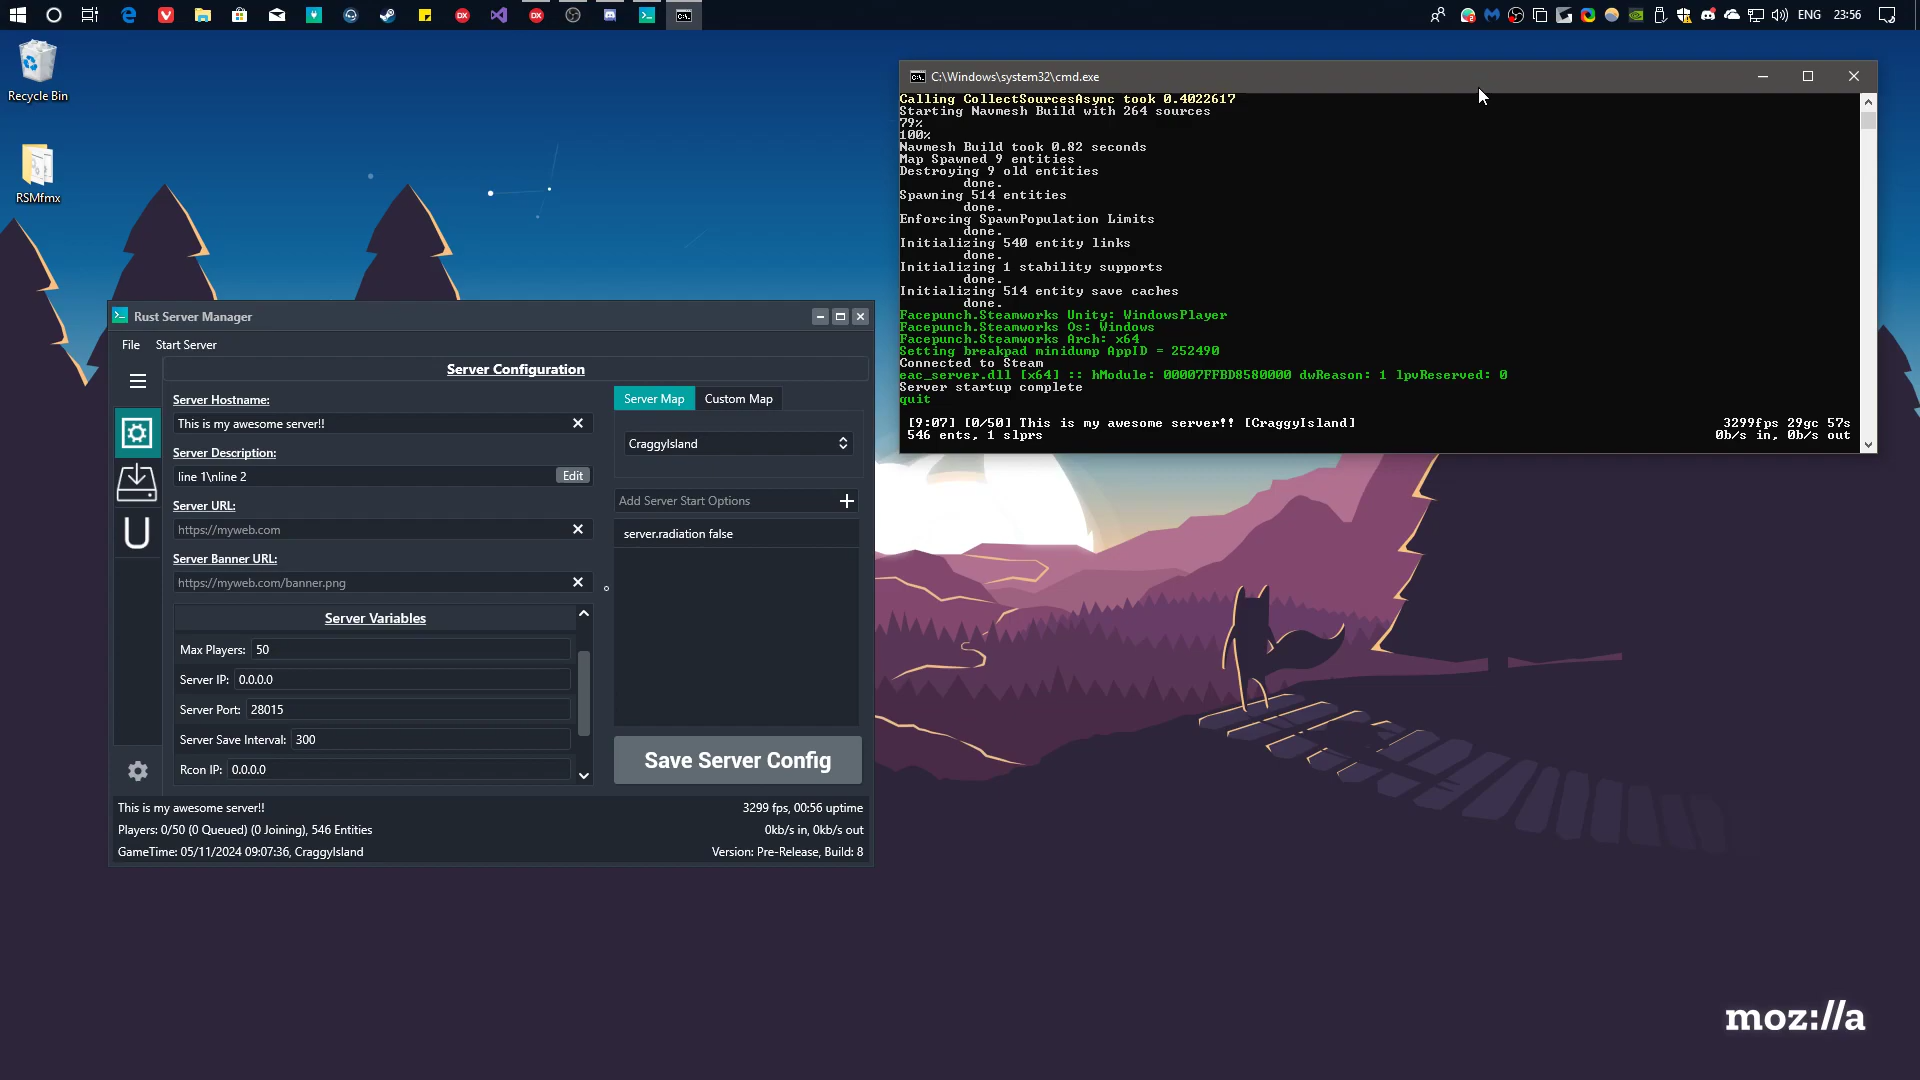 ENG 23:56
Recycle Bin
RSMfmx
C:\Windows\system32\cmd.exe
Calling CollectSourcesAsync took 0.4022617
Starting Navmesh Build with 264 sources
79%
100%
Navmesh Build took 0.82 seconds
Map Spawned 9 entities
Destroying 9 old entities
done.
Spawning 514 entities
done.
Enforcing SpawnPopulation Limits
done.
Initializing 540 entity links
done.
Initializing 1 stability supports
done.
Initializing 514 entity save caches
done.
Facepunch.Steamworks Unity: WindowsPlayer
Facepunch.Steamworks Os: Windows
Facepunch.Steamworks Arch: x64
Setting breakpad minidump AppID = 252490
Connected to Steam
eac_server.dll [x64] :: hModule: 00007FFBD8580000 dwReason: 1 lpvReserved: 0
Server startup complete
quit
[9:07] [0/50] This is my awesome server!! [CraggyIsland] 3299fps 29gc 57s
546 ents, 1 slprs 0b/s in, 0b/s out
Rust Server Manager
File Start Server
Server Configuration
Server Hostname:
This is my awesome server!!
Server Description:
line 1\nline 2 Edit
Server URL:
https://myweb.com
Server Banner URL:
https://myweb.com/banner.png
Server Variables
Max Players: 50
Server IP: 0.0.0.0
Server Port: 28015
Server Save Interval: 300
Rcon IP: 0.0.0.0
Server Map Custom Map
CraggyIsland
Add Server Start Options
server.radiation false
Save Server Config
This is my awesome server!! 3299 fps, 00:56 uptime
Players: 0/50 (0 Queued) (0 Joining), 546 Entities 0kb/s in, 0kb/s out
GameTime: 05/11/2024 09:07:36, CraggyIsland Version: Pre-Release, Build: 8
moz://a